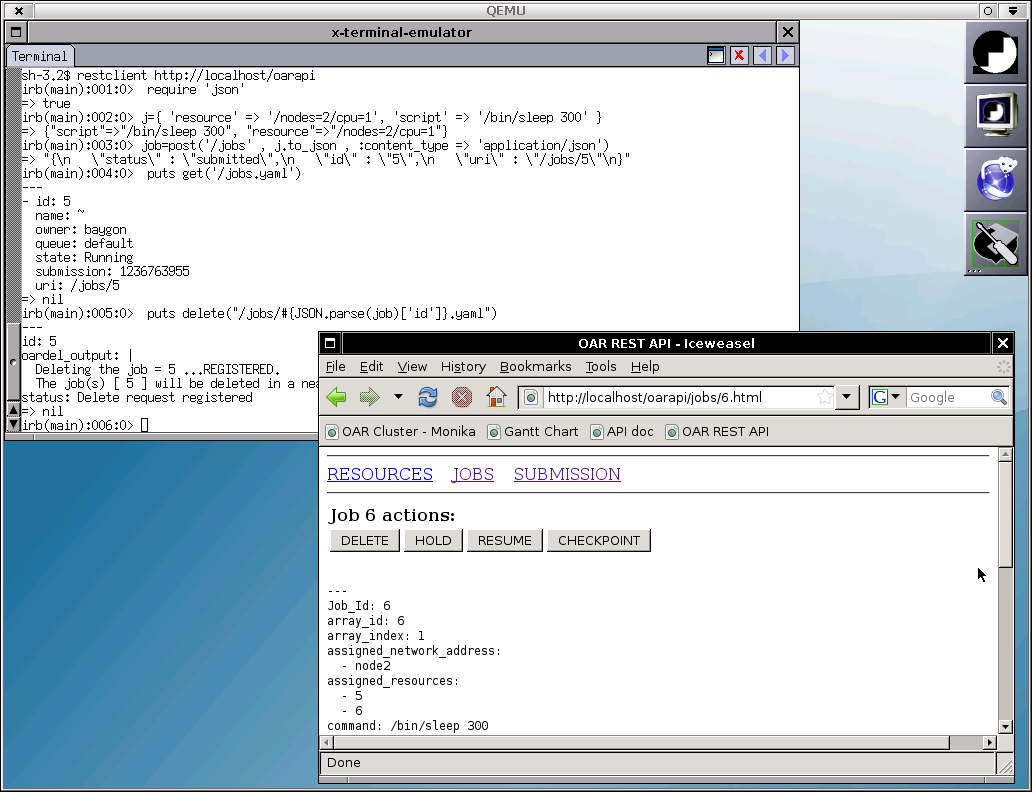 QEMU
x-terminal-emulator
Terminal
sh-3.2$ restclient http://localhost/oarapi
irb(main):001:0>  require 'json'
=> true
irb(main):002:0> j={ 'resource' => '/nodes=2/cpu=1', 'script' => '/bin/sleep 300' }
=> {"script"=>"/bin/sleep 300", "resource"=>"/nodes=2/cpu=1"}
irb(main):003:0> job=post('/jobs' , j.to_json , :content_type => 'application/json')
=> "{\n   \"status\" : \"submitted\",\n   \"id\" : \"5\",\n   \"uri\" : \"/jobs/5\"\n}"
irb(main):004:0>  puts get('/jobs.yaml')
---
- id: 5
  name: ~
  owner: baygon
  queue: default
  state: Running
  submission: 1236763955
  uri: /jobs/5
=> nil
irb(main):005:0>  puts delete("/jobs/#{JSON.parse(job)['id']}.yaml")
---
id: 5
oardel_output: |
  Deleting the job = 5 ...REGISTERED.
  The job(s) [ 5 ] will be deleted in a nea
status: Delete request registered
=> nil
irb(main):006:0>
OAR REST API - Iceweasel
File Edit View History Bookmarks Tools Help
http://localhost/oarapi/jobs/6.html
G Google
OAR Cluster - Monika Gantt Chart API doc OAR REST API
RESOURCES JOBS SUBMISSION
Job 6 actions:
DELETE HOLD RESUME CHECKPOINT
---
Job_Id: 6
array_id: 6
array_index: 1
assigned_network_address:
  - node2
assigned_resources:
  - 5
  - 6
command: /bin/sleep 300
Done